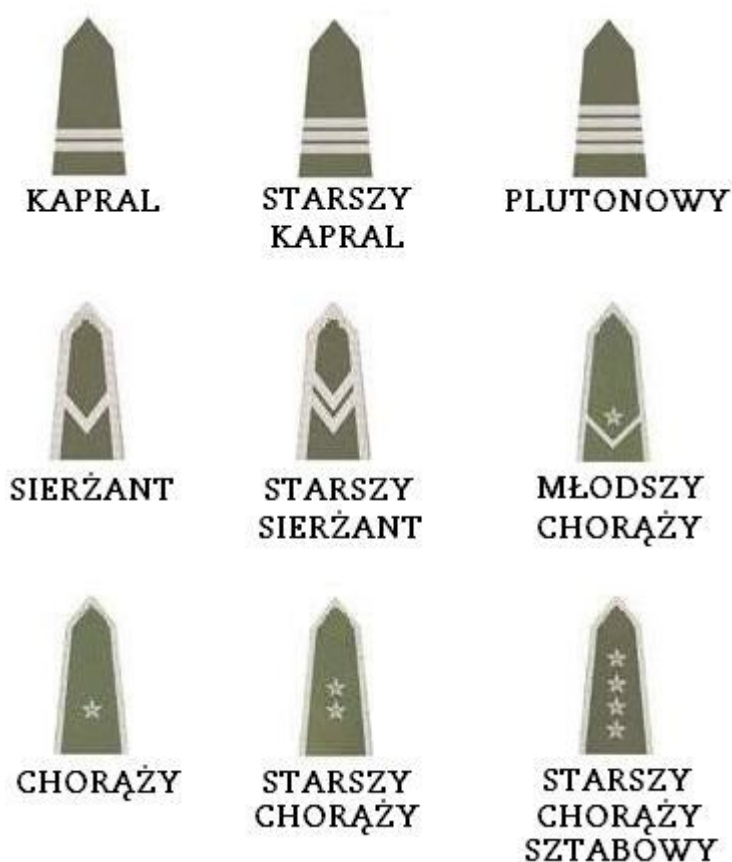 KAPRAL
STARSZY
KAPRAL
PLUTONOWY
SIERŻANT
STARSZY
SIERŻANT
MŁODSZY
CHORĄŻY
CHORĄŻY
STARSZY
CHORĄŻY
STARSZY
CHORĄŻY
SZTABOWY